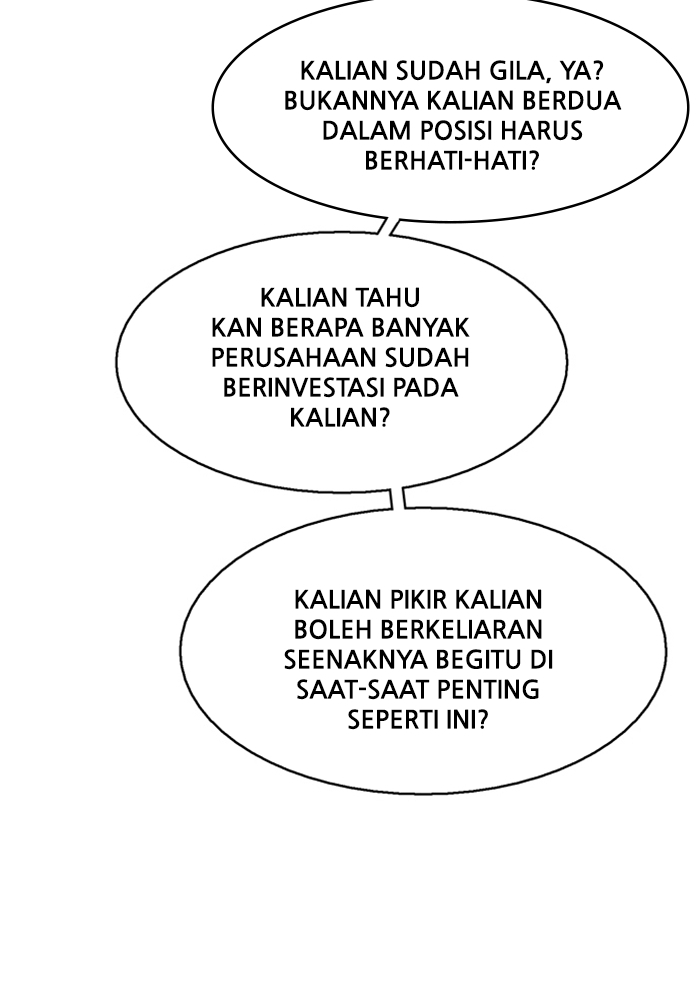 KALIAN SUDAH GILA, YA?
BUKANNYA KALIAN BERDUA
DALAM POSISI HARUS
BERHATI-HATI?
KALIAN TAHU
KAN BERAPA BANYAK
PERUSAHAAN SUDAH
BERINVESTASI PADA
KALIAN?
KALIAN PIKIR KALIAN
BOLEH BERKELIARAN
SEENAKNYA BEGITU DI
SAAT-SAAT PENTING
SEPERTI INI?